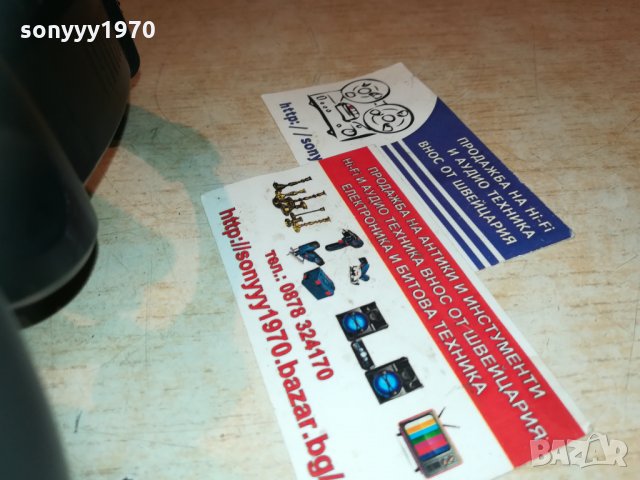 sonyyy1970
http://sony
ПРОДАЖБА НА Hi-Fi
И АУДИО ТЕХНИКА
ВНОС ОТ ШВЕЙЦАРИЯ
ПРОДАЖБА НА АНТИКИ И ИНСТУМЕНТИ
Hi-Fi И АУДИО ТЕХНИКА ВНОС ОТ ШВЕЙЦАРИЯ
ЕЛЕКТРОНИКА И БИТОВА ТЕХНИКА
тел.: 0878 324170
http://sonyyy1970.bazar.bg/
BAZAR